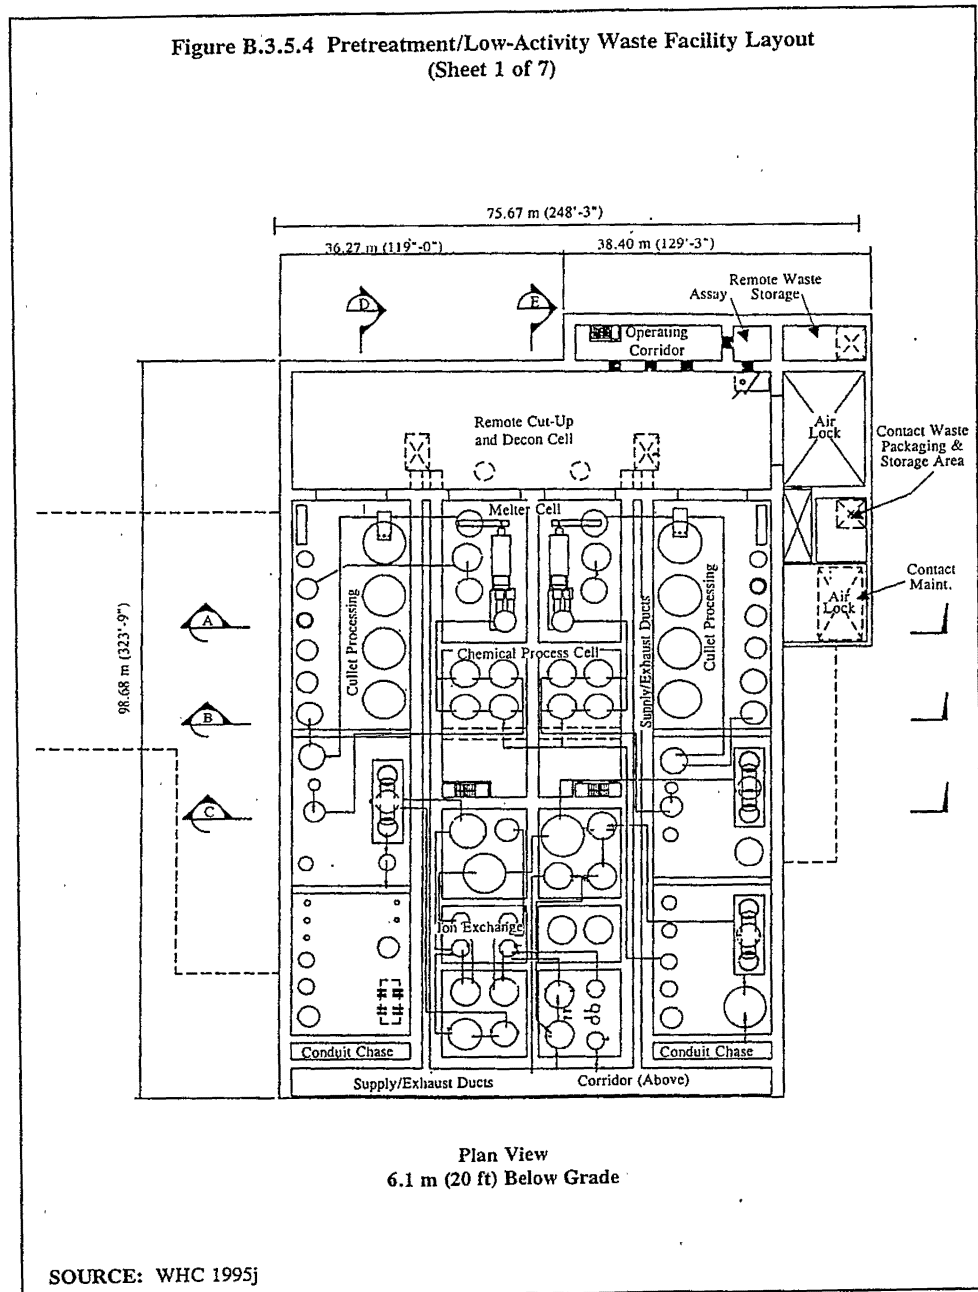 Figure B.3.5.4 Pretreatment/Low-Activity Waste Facility Layout
(Sheet 1 of 7)
75.67 m (248'-3")
36.27 m (119"-0")
38.40 m (129'-3")
D
E
Assay
Remote Waste
Storage
Operating
Corridor
Remote Cut-Up
and Decon Cell
Air
Lock
Contact Waste
Packaging &
Storage Area
Melter Cell
Contact
Maint.
Air
Lock
98.68 m (323'-9")
A
B
C
Cullet Processing
Chemical Process Cell
Supply/Exhaust Ducts
Cullet Processing
Ion Exchange
Conduit Chase
Conduit Chase
Supply/Exhaust Ducts
Corridor (Above)
Plan View
6.1 m (20 ft) Below Grade
SOURCE: WHC 1995j